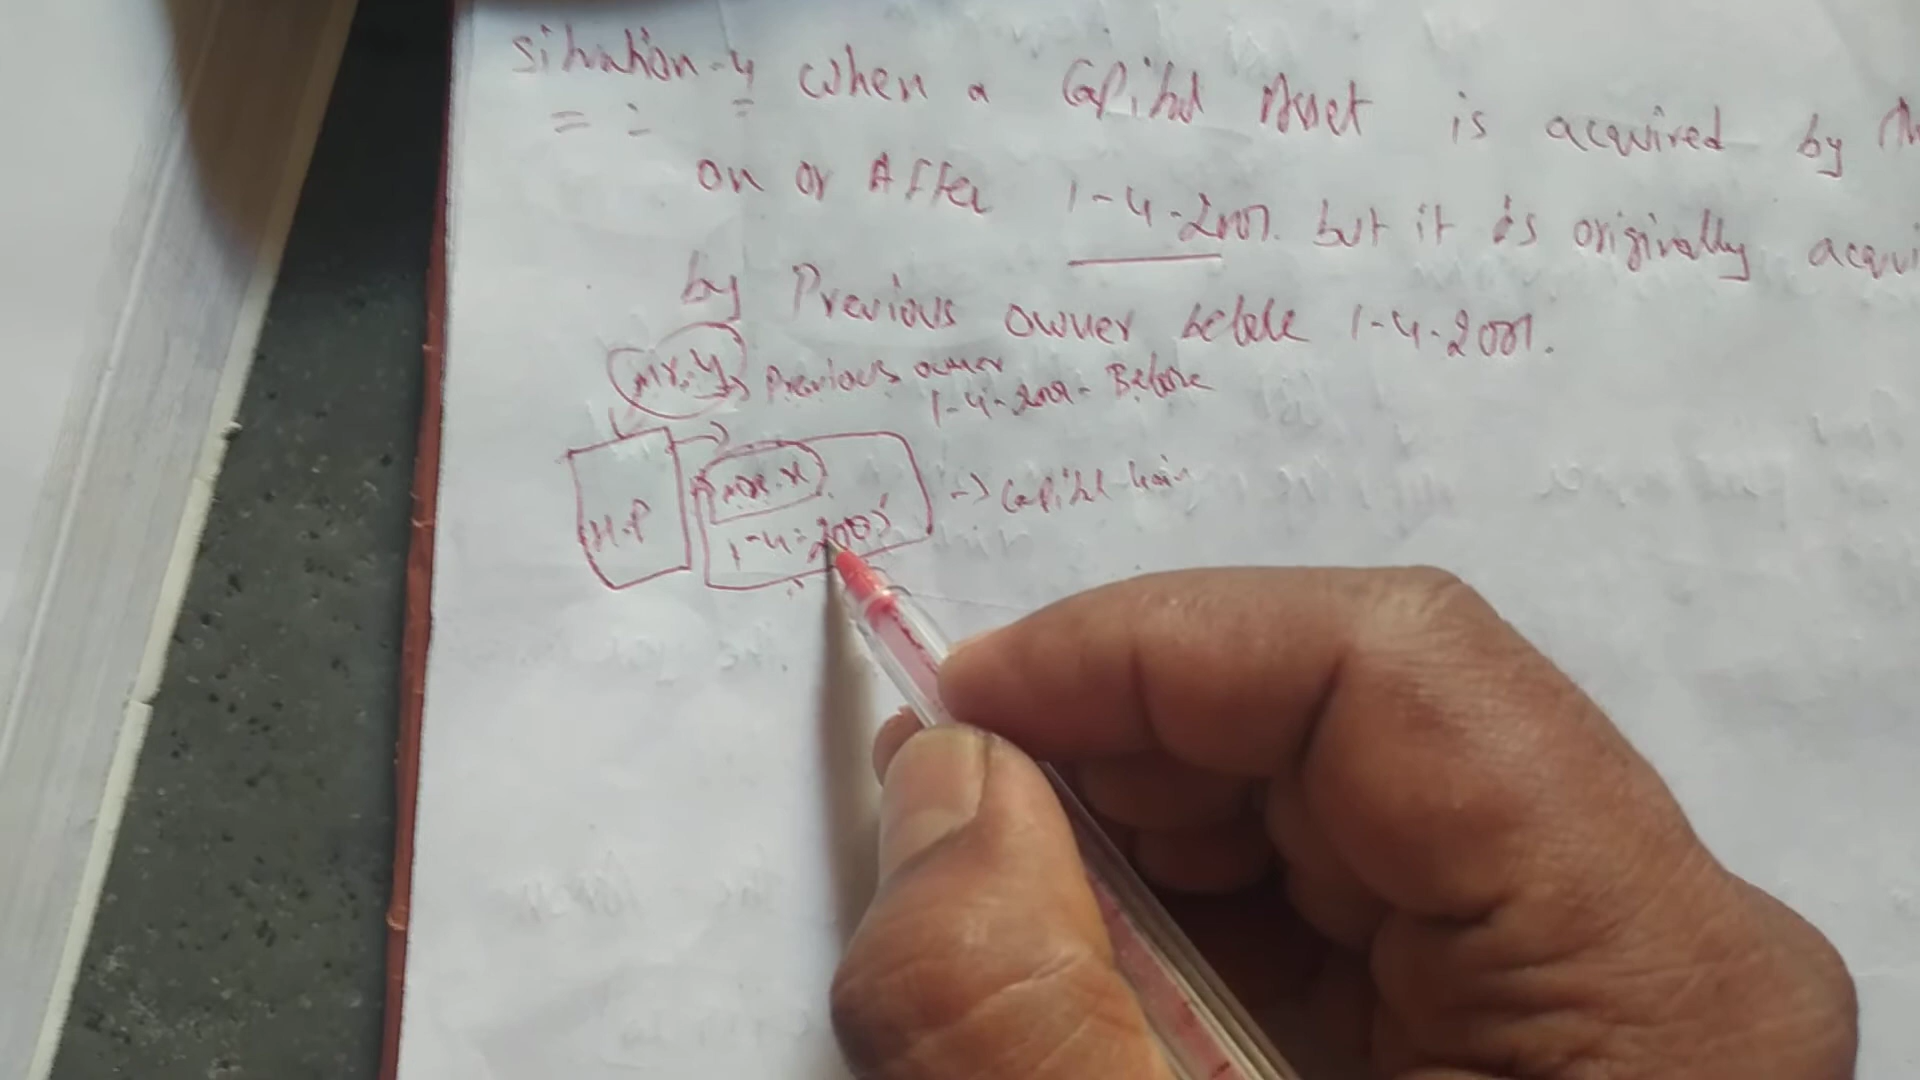 Situation-4 When a Capital Asset is acquired by
on or After 1-4-2001. but it is originally acqui
by Previous owner before 1-4-2001.
Mr. Y → Previous owner
1-4-2001- Before
H.P
Mr. X → Capital Gain
1-4-